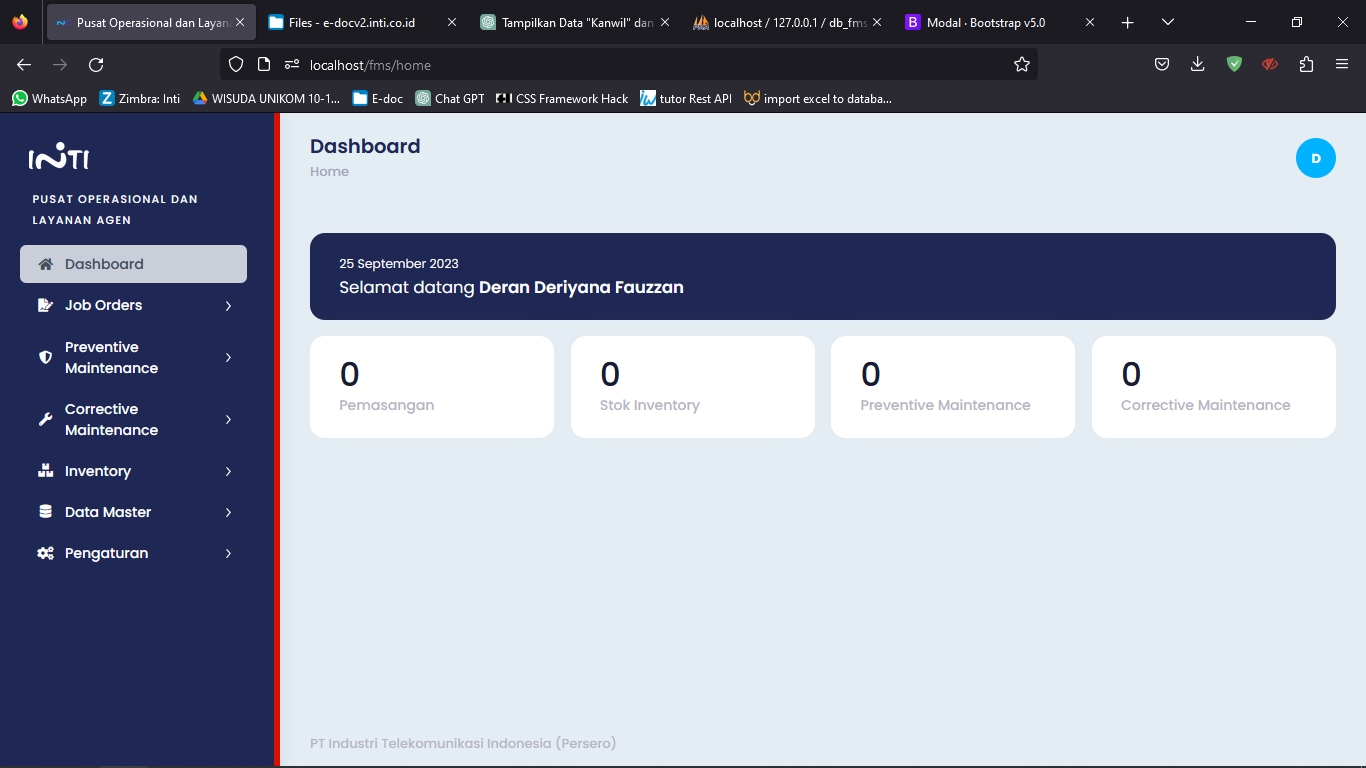 Pusat Operasional dan Layan
Files - e-docv2.inti.co.id
Tampilkan Data "Kanwil" dan
localhost / 127.0.0.1 / db_fms
Modal · Bootstrap v5.0
localhost/fms/home
WhatsApp
Zimbra: Inti
WISUDA UNIKOM 10-1...
E-doc
Chat GPT
CSS Framework Hack
tutor Rest API
import excel to databa...
INTI
PUSAT OPERASIONAL DAN
LAYANAN AGEN
Dashboard
Job Orders
Preventive
Maintenance
Corrective
Maintenance
Inventory
Data Master
Pengaturan
Dashboard
Home
D
25 September 2023
Selamat datang Deran Deriyana Fauzzan
0
Pemasangan
0
Stok Inventory
0
Preventive Maintenance
0
Corrective Maintenance
PT Industri Telekomunikasi Indonesia (Persero)